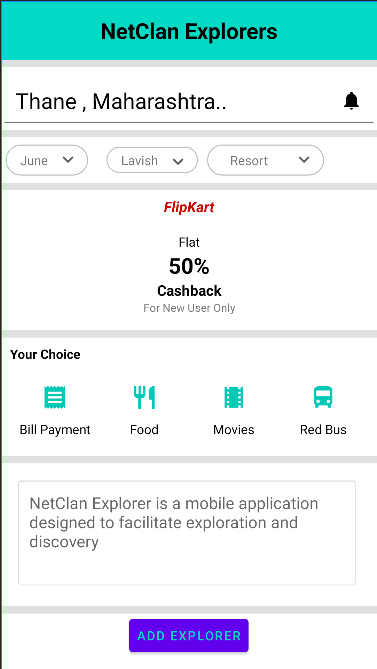 NetClan Explorers
Thane , Maharashtra..
June
Lavish
Resort
FlipKart
Flat
50%
Cashback
For New User Only
Your Choice
Bill Payment
Food
Movies
Red Bus
NetClan Explorer is a mobile application
designed to facilitate exploration and
discovery
ADD EXPLORER